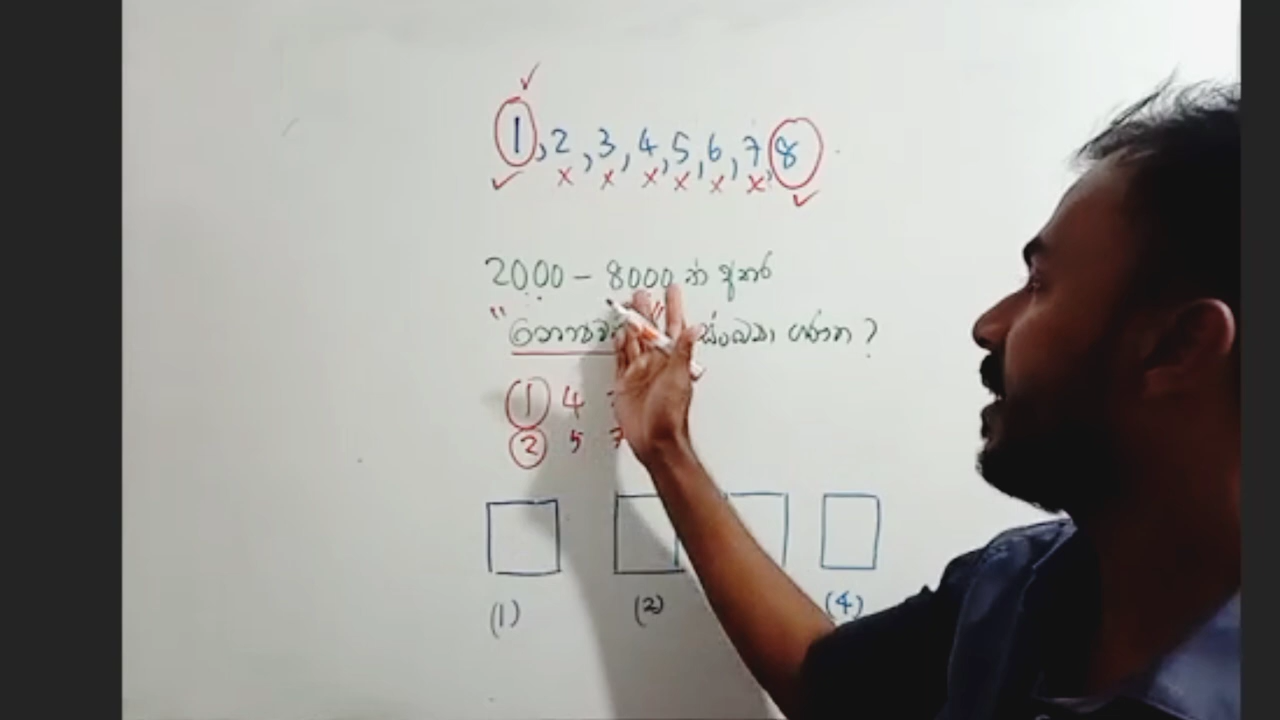 1, 2, 3, 4, 5, 6, 7, 8
2000 – 8000 ත් අතර
සංඛ්‍යා ගණන ?
1 4
2 5 7
(1) (2) (4)